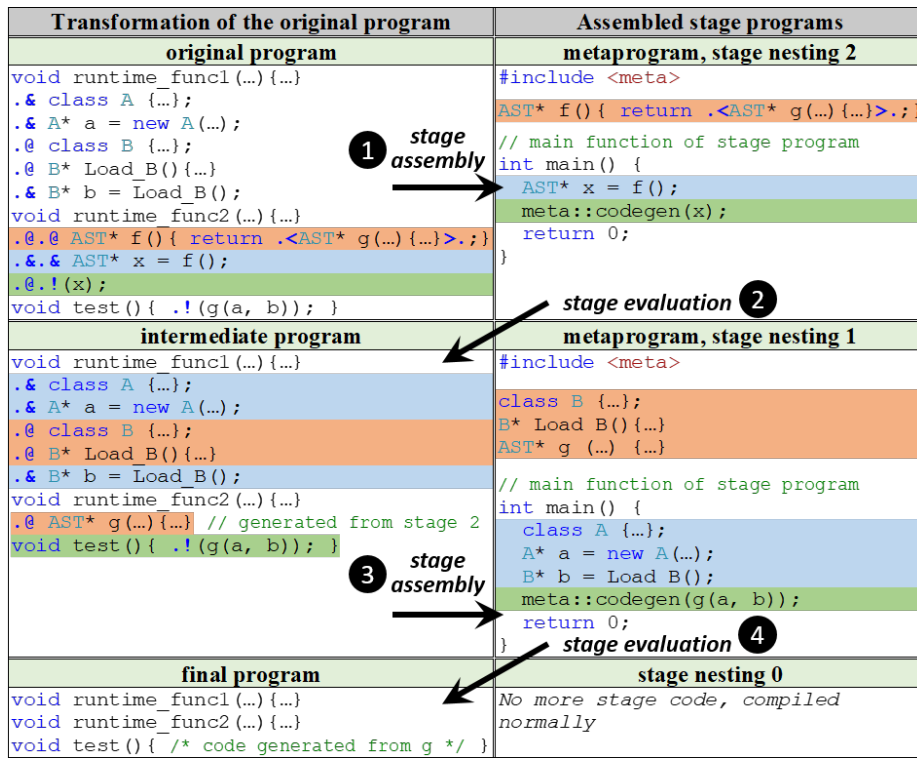 Transformation of the original program
Assembled stage programs
original program
metaprogram, stage nesting 2
void runtime_func1(…){…}
.& class A {…};
.& A* a = new A(…);
.@ class B {…};
.@ B* Load_B(){…}
.& B* b = Load_B();
void runtime_func2(…){…}
.@.@ AST* f(){ return .<AST* g(…){…}>.;}
.&.& AST* x = f();
.@.!(x);
void test(){ .!(g(a, b)); }
1 stage
assembly
#include <meta>
AST* f(){ return .<AST* g(…){…}>.;}
// main function of stage program
int main() {
AST* x = f();
meta::codegen(x);
return 0;
}
stage evaluation 2
intermediate program
metaprogram, stage nesting 1
void runtime_func1(…){…}
.& class A {…};
.& A* a = new A(…);
.@ class B {…};
.@ B* Load_B(){…}
.& B* b = Load_B();
void runtime_func2(…){…}
.@ AST* g(…){…} // generated from stage 2
void test(){ .!(g(a, b)); }
3 stage
assembly
#include <meta>
class B {…};
B* Load_B(){…}
AST* g (…) {…}
// main function of stage program
int main() {
class A {…};
A* a = new A(…);
B* b = Load_B();
meta::codegen(g(a, b));
return 0;
}
stage evaluation 4
final program
stage nesting 0
void runtime_func1(…){…}
void runtime_func2(…){…}
void test(){ /* code generated from g */ }
No more stage code, compiled
normally